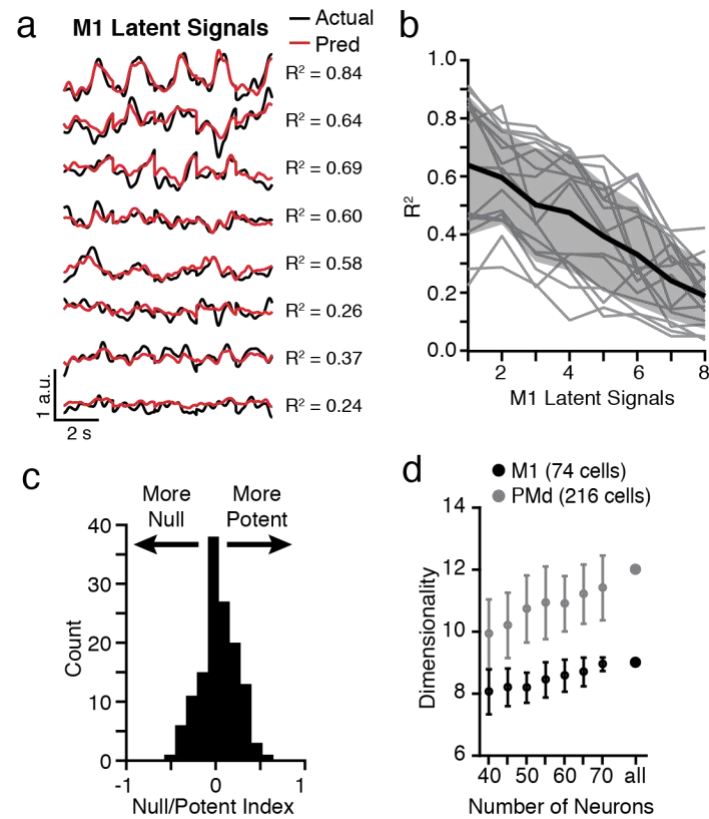 a
M1 Latent Signals
Actual
Pred
R² = 0.84
R² = 0.64
R² = 0.69
R² = 0.60
R² = 0.58
R² = 0.26
R² = 0.37
R² = 0.24
1 a.u.
2 s
b
R²
1.0
0.8
0.6
0.4
0.2
0.0
2 4 6 8
M1 Latent Signals
c
More Null
More Potent
Count
40
30
20
10
0
-1 0 1
Null/Potent Index
d
M1 (74 cells)
PMd (216 cells)
Dimensionality
14
12
10
8
6
40 50 60 70 all
Number of Neurons